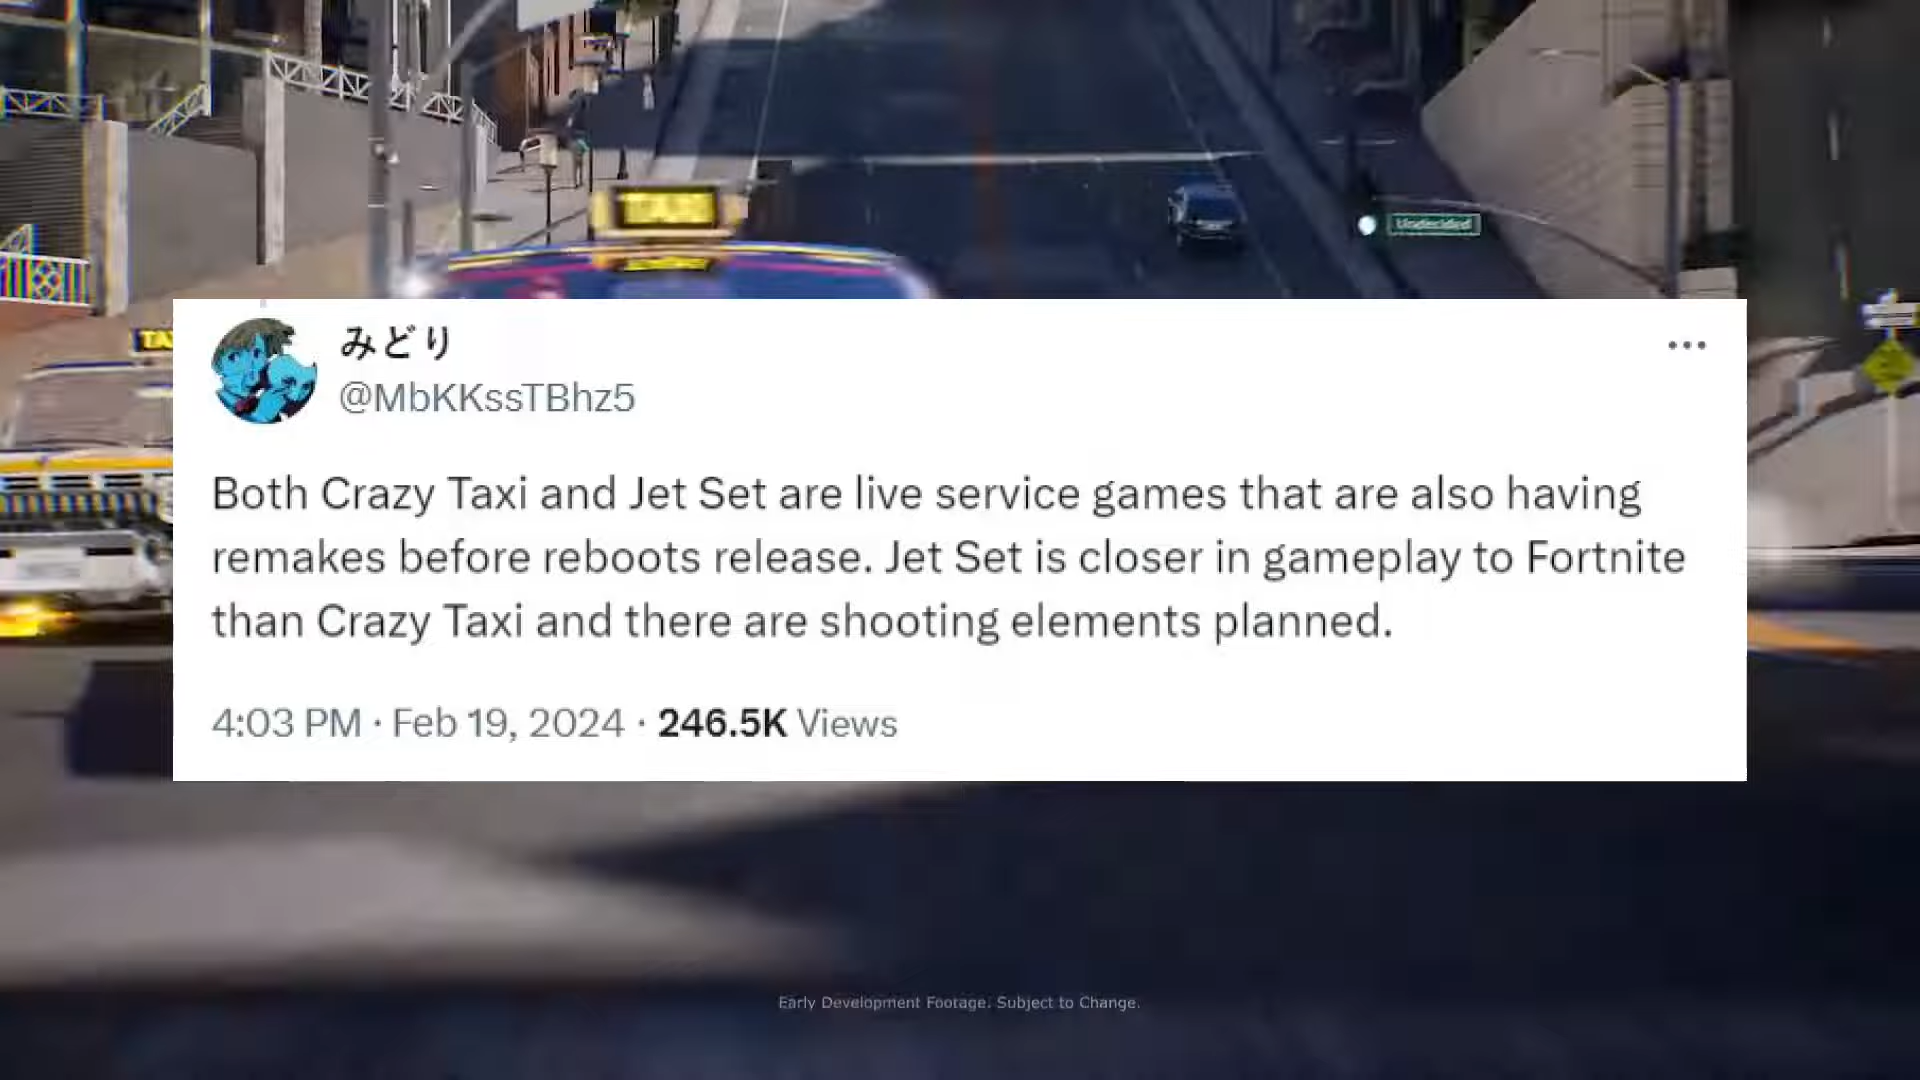 TAXI
みどり
@MbKKssTBhz5
Both Crazy Taxi and Jet Set are live service games that are also having
remakes before reboots release. Jet Set is closer in gameplay to Fortnite
than Crazy Taxi and there are shooting elements planned.
4:03 PM · Feb 19, 2024 · 246.5K Views
Early Development Footage. Subject to Change.